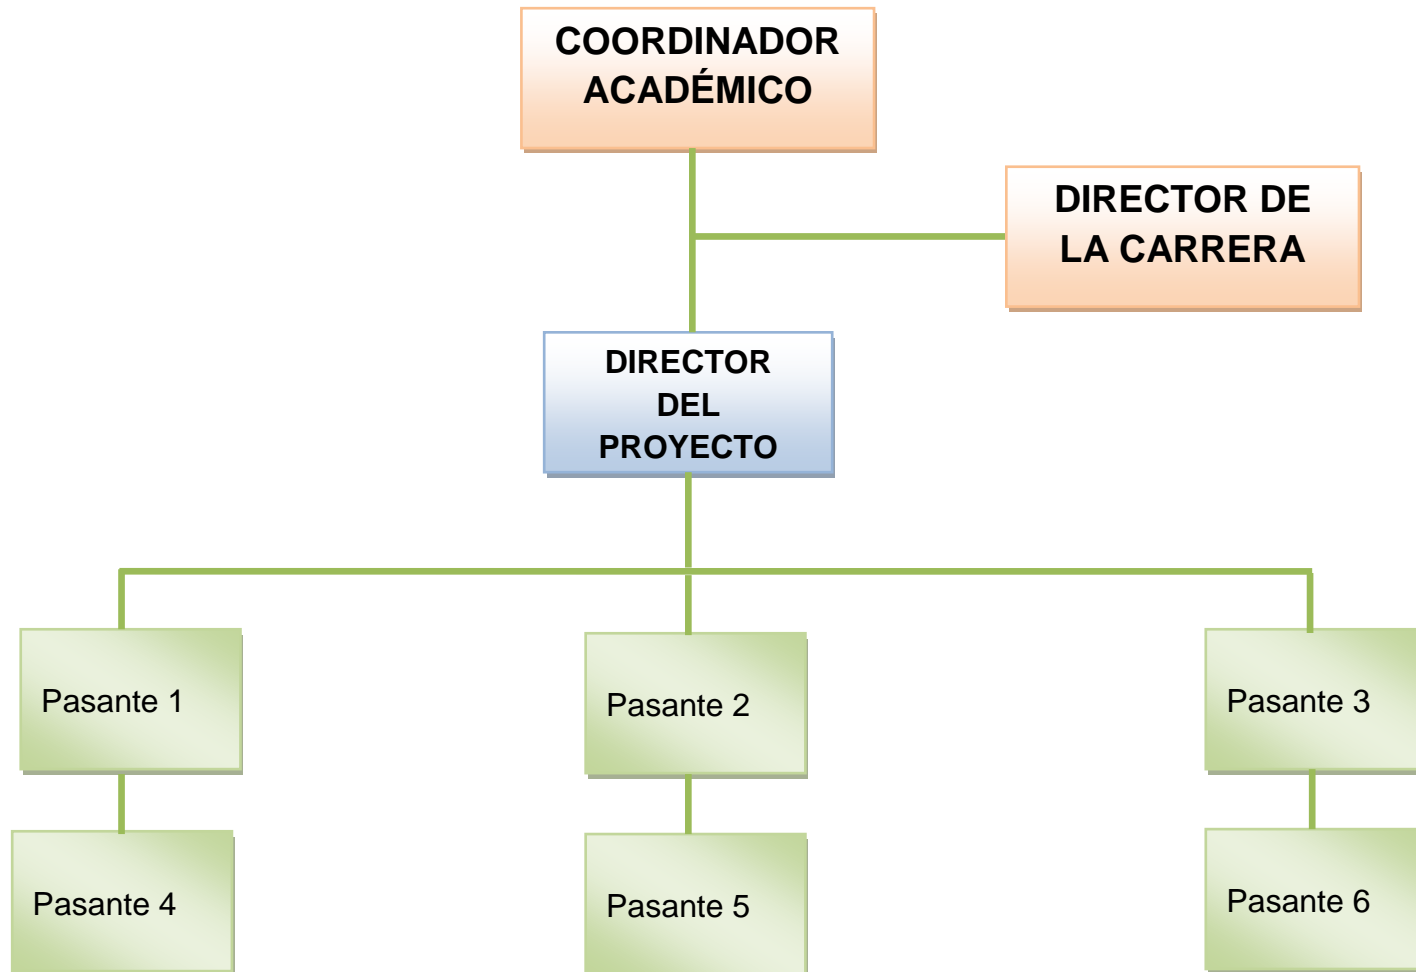 COORDINADOR
ACADÉMICO
DIRECTOR DE
LA CARRERA
DIRECTOR
DEL
PROYECTO
Pasante 1
Pasante 2
Pasante 3
Pasante 4
Pasante 5
Pasante 6